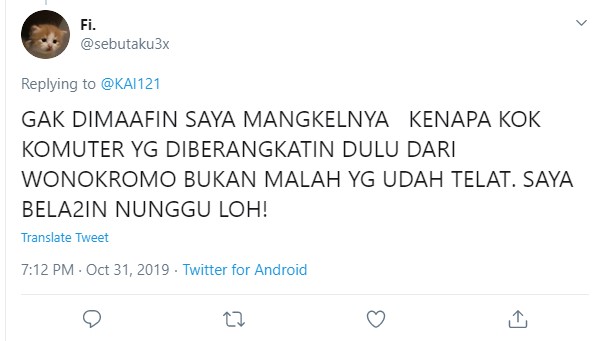 Fi.
@sebutaku3x
Replying to @KAI121
GAK DIMAAFIN SAYA MANGKELNYA   KENAPA KOK
KOMUTER YG DIBERANGKATIN DULU DARI
WONOKROMO BUKAN MALAH YG UDAH TELAT. SAYA
BELA2IN NUNGGU LOH!
Translate Tweet
7:12 PM · Oct 31, 2019 · Twitter for Android